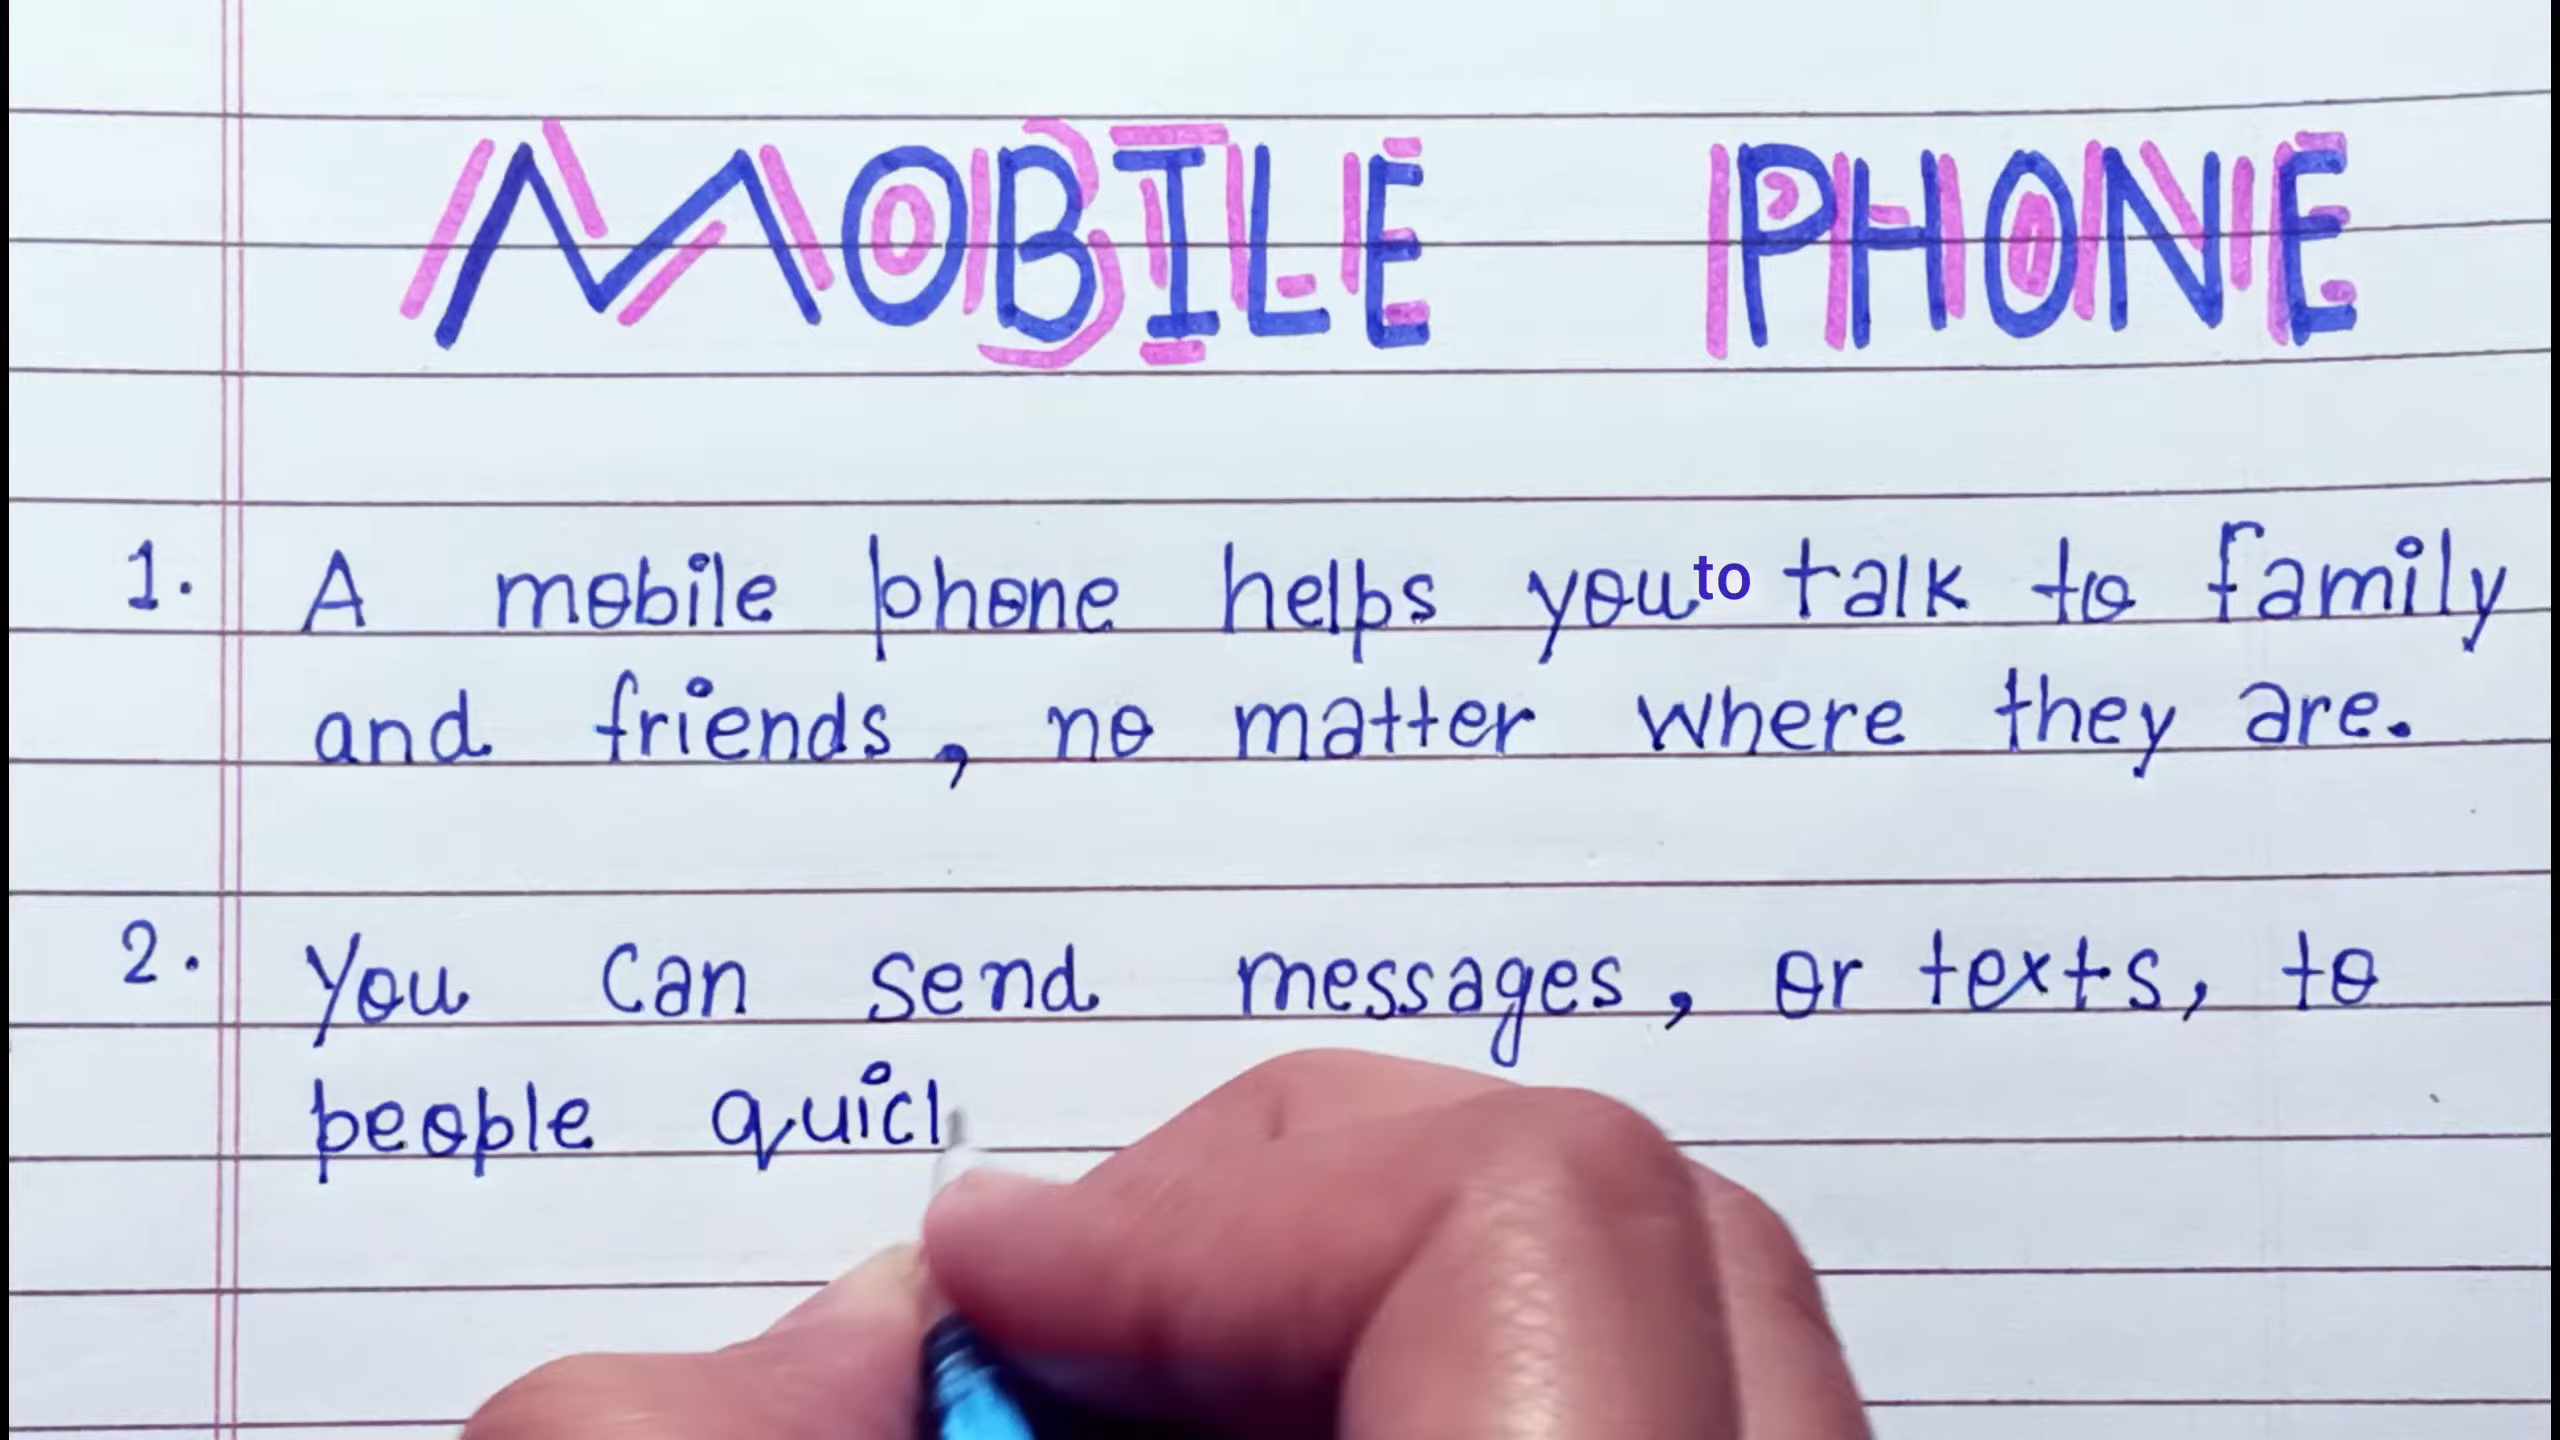 MOBILE PHONE
1. A mobile phone helps you to talk to family
and friends, no matter where they are.
2. You can send messages, or texts, to
people